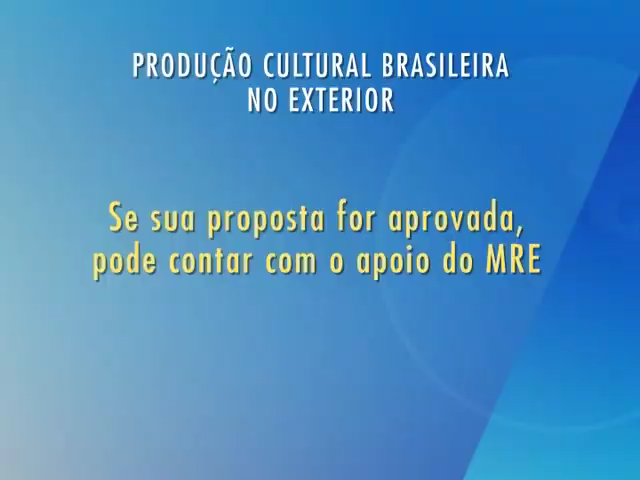 PRODUÇÃO CULTURAL BRASILEIRA
NO EXTERIOR
Se sua proposta for aprovada,
pode contar com o apoio do MRE